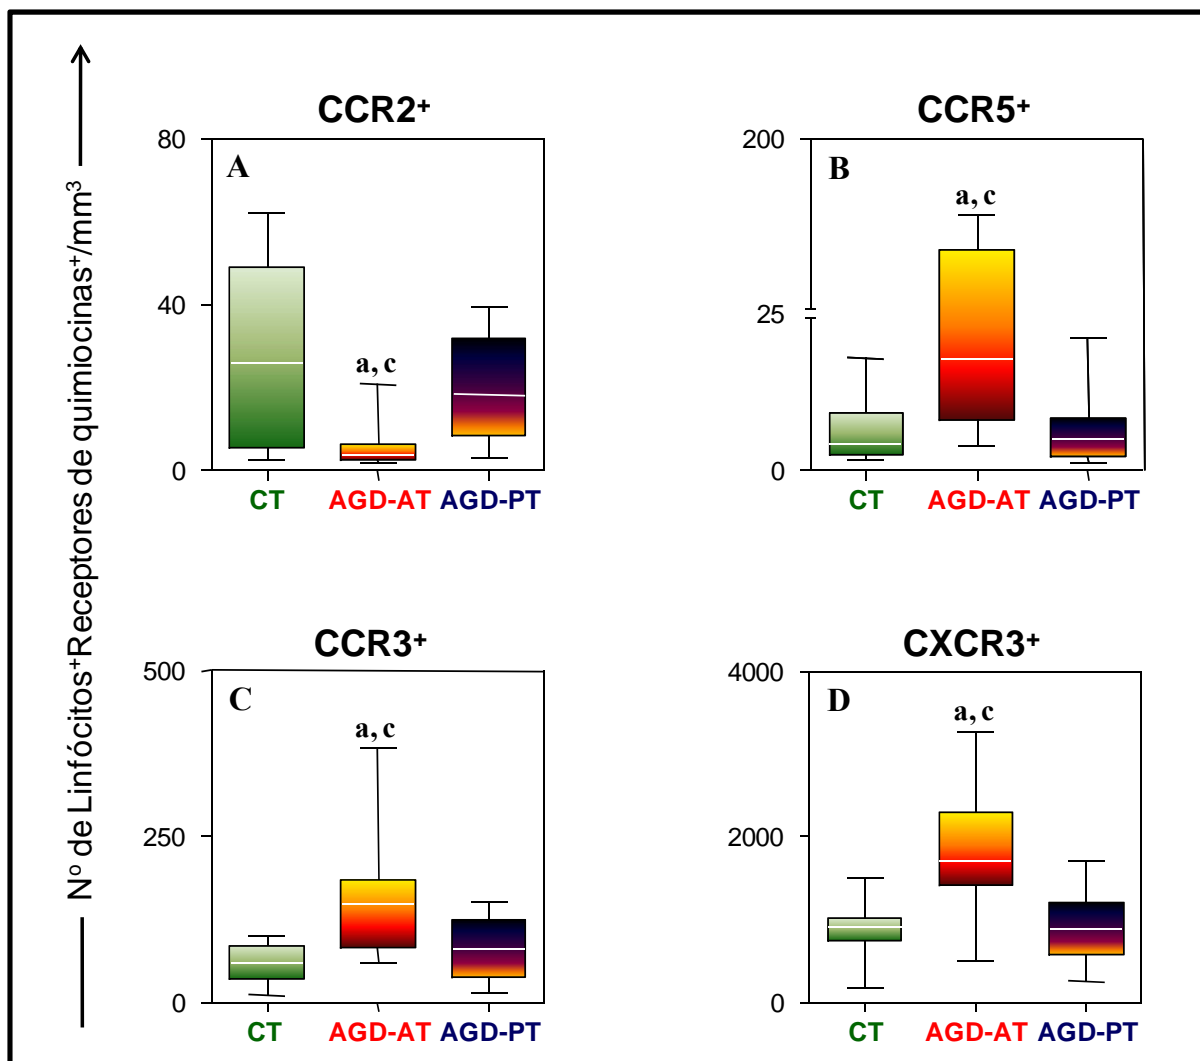 Nº de Linfócitos⁺Receptores de quimiocinas⁺/mm³
CCR2⁺
A
80
40
0
a, c
CT AGD-AT AGD-PT
CCR5⁺
B
200
25
0
a, c
CT AGD-AT AGD-PT
CCR3⁺
C
500
250
0
a, c
CT AGD-AT AGD-PT
CXCR3⁺
D
4000
2000
0
a, c
CT AGD-AT AGD-PT